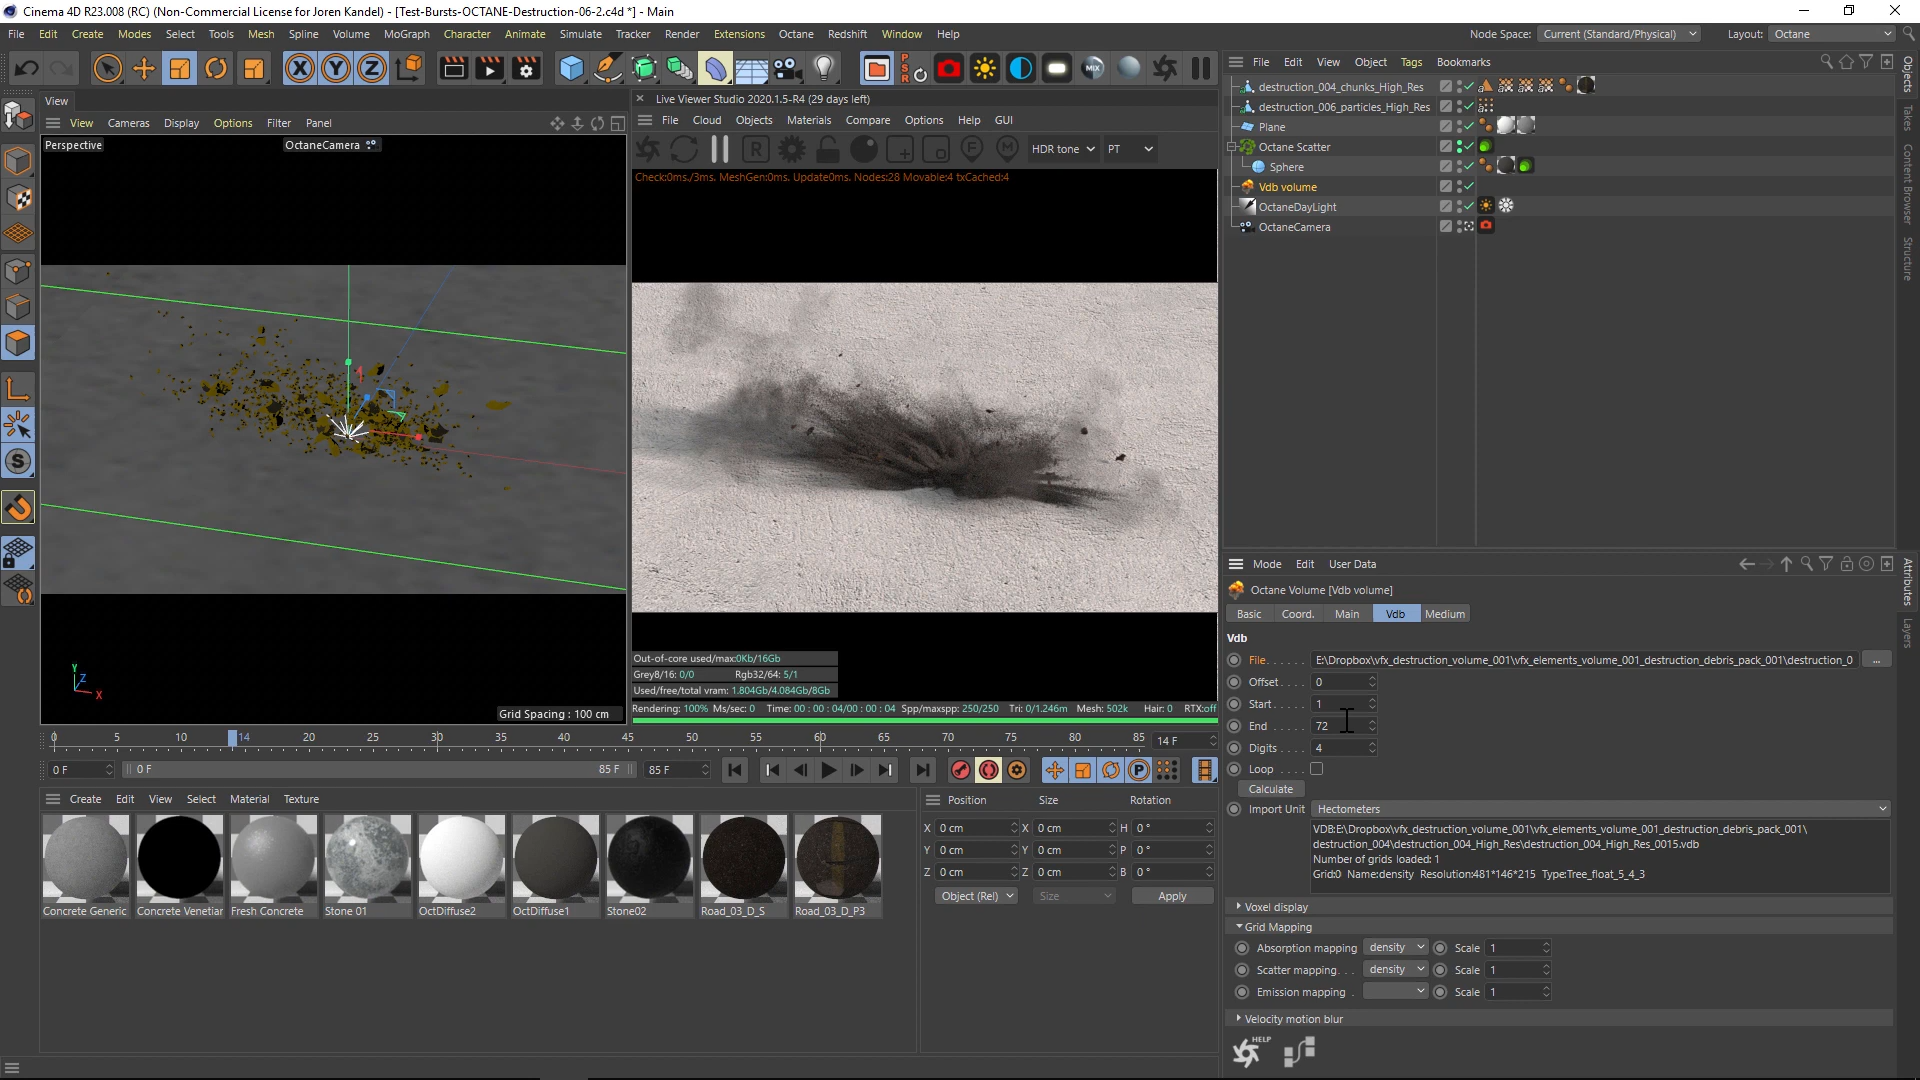 Cinema 4D R23.008 (RC) (Non-Commercial License for Joren Kandel) - [Test-Bursts-OCTANE-Destruction-06-2.c4d *] - Main
File Edit Create Modes Select Tools Mesh Spline Volume MoGraph Character Animate Simulate Tracker Render Extensions Octane Redshift Window Help
Node Space: Current (Standard/Physical) Layout: Octane
X Y Z
PSR
MIX
View
View Cameras Display Options Filter Panel
Perspective
OctaneCamera
Grid Spacing : 100 cm
Live Viewer Studio 2020.1.5-R4 (29 days left)
File Cloud Objects Materials Compare Options Help GUI
R F M HDR tone PT
Check:0ms./3ms. MeshGen:0ms. Update0ms. Nodes:28 Movable:4 txCached:4
Out-of-core used/max:0Kb/16Gb
Grey8/16: 0/0 Rgb32/64: 5/1
Used/free/total vram: 1.804Gb/4.084Gb/8Gb
Rendering: 100% Ms/sec: 0 Time: 00 : 00 : 04/00 : 00 : 04 Spp/maxspp: 250/250 Tri: 0/1.246m Mesh: 502k Hair: 0 RTX:off
0 5 10 14 20 25 30 35 40 45 50 55 60 65 70 75 80 85 14 F
0 F 0 F 85 F 85 F
Create Edit View Select Material Texture
Concrete Generic Concrete Venetian Fresh Concrete Stone 01 OctDiffuse2 OctDiffuse1 Stone02 Road_03_D_S Road_03_D_P3
Position Size Rotation
X 0 cm X 0 cm H 0 °
Y 0 cm Y 0 cm P 0 °
Z 0 cm Z 0 cm B 0 °
Object (Rel) Size Apply
File Edit View Object Tags Bookmarks
destruction_004_chunks_High_Res
destruction_006_particles_High_Res
Plane
Octane Scatter
Sphere
Vdb volume
OctaneDayLight
OctaneCamera
Objects
Takes
Content Browser
Structure
Mode Edit User Data
Octane Volume [Vdb volume]
Basic Coord. Main Vdb Medium
Vdb
File. . . . . . E:\Dropbox\vfx_destruction_volume_001\vfx_elements_volume_001_destruction_debris_pack_001\destruction_0 ...
Offset. . . . 0
Start. . . . . 1
End . . . . . 72
Digits . . . . 4
Loop . . . .
Calculate
Import Unit Hectometers
VDB:E:\Dropbox\vfx_destruction_volume_001\vfx_elements_volume_001_destruction_debris_pack_001\
destruction_004\destruction_004_High_Res\destruction_004_High_Res_0015.vdb
Number of grids loaded: 1
Grid:0 Name:density Resolution:481*146*215 Type:Tree_float_5_4_3
Voxel display
Grid Mapping
Absorption mapping density Scale 1
Scatter mapping. . . density Scale 1
Emission mapping . Scale 1
Velocity motion blur
HELP
Attributes
Layers